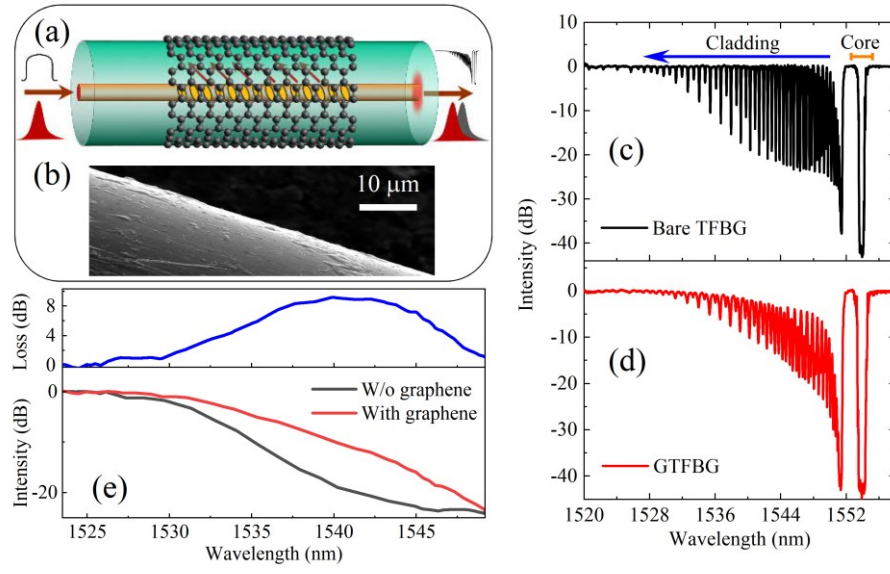 (a)
(b)
10 μm
Loss (dB)
8
4
0
Intensity (dB)
0
-20
W/o graphene
With graphene
(e)
1525 1530 1535 1540 1545
Wavelength (nm)
Intensity (dB)
10
0
-10
-20
-30
-40
Cladding
Core
(c)
Bare TFBG
Intensity (dB)
0
-10
-20
-30
-40
(d)
GTFBG
1520 1528 1536 1544 1552
Wavelength (nm)